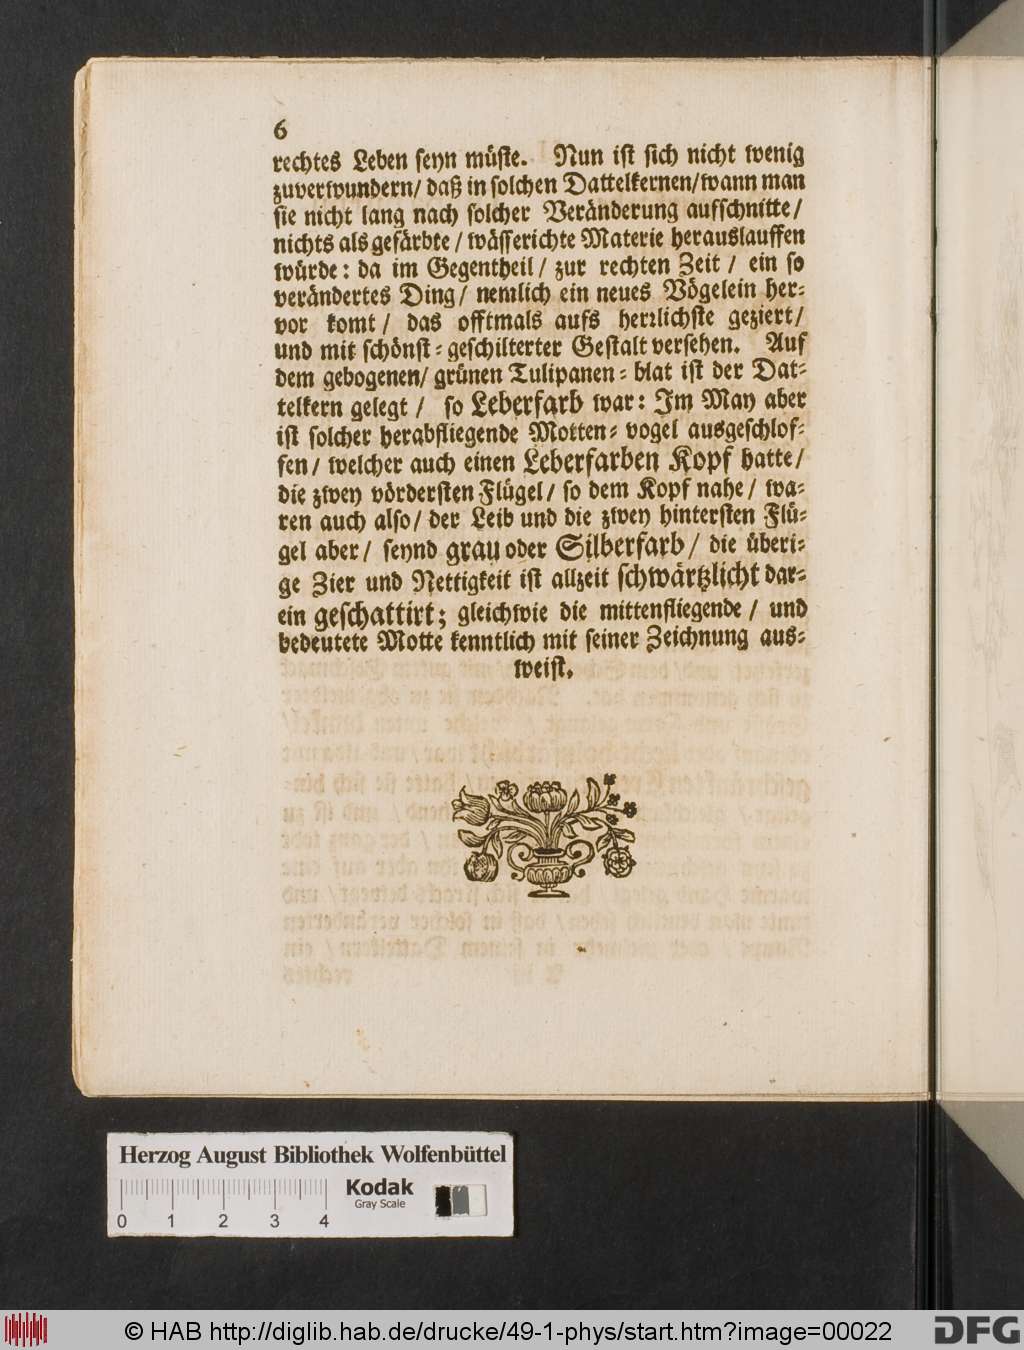 6
rechtes Leben seyn müste. Nun ist sich nicht wenig
zuverwundern/ daß in solchen Dattelkernen/wann man
sie nicht lang nach solcher Veränderung aufschnitte/
nichts als gefärbte / wässerichte Materie herauslauffen
würde: da im Gegentheil / zur rechten Zeit / ein so
verändertes Ding / nemlich ein neues Vögelein her-
vor komt / das offtmals aufs herrlichste geziert/
und mit schönst-geschilterter Gestalt versehen. Auf
dem gebogenen/ grünen Tulipanen-blat ist der Dat-
telkern gelegt / so Leberfarb war: Im May aber
ist solcher herabfliegende Motten-vogel ausgeschlof-
fen/ welcher auch einen Leberfarben Kopf hatte/
die zwey vördersten Flügel/ so dem Kopf nahe/ wa-
ren auch also/ der Leib und die zwey hintersten Flü-
gel aber/ seynd grau oder Silberfarb/ die überi-
ge Zier und Nettigkeit ist allzeit schwärtzlicht dar-
ein geschattirt; gleichwie die mittenfliegende / und
bedeutete Motte kenntlich mit seiner Zeichnung aus-
weist.
Herzog August Bibliothek Wolfenbüttel
Kodak
Gray Scale
0 1 2 3 4
© HAB http://diglib.hab.de/drucke/49-1-phys/start.htm?image=00022
DFG